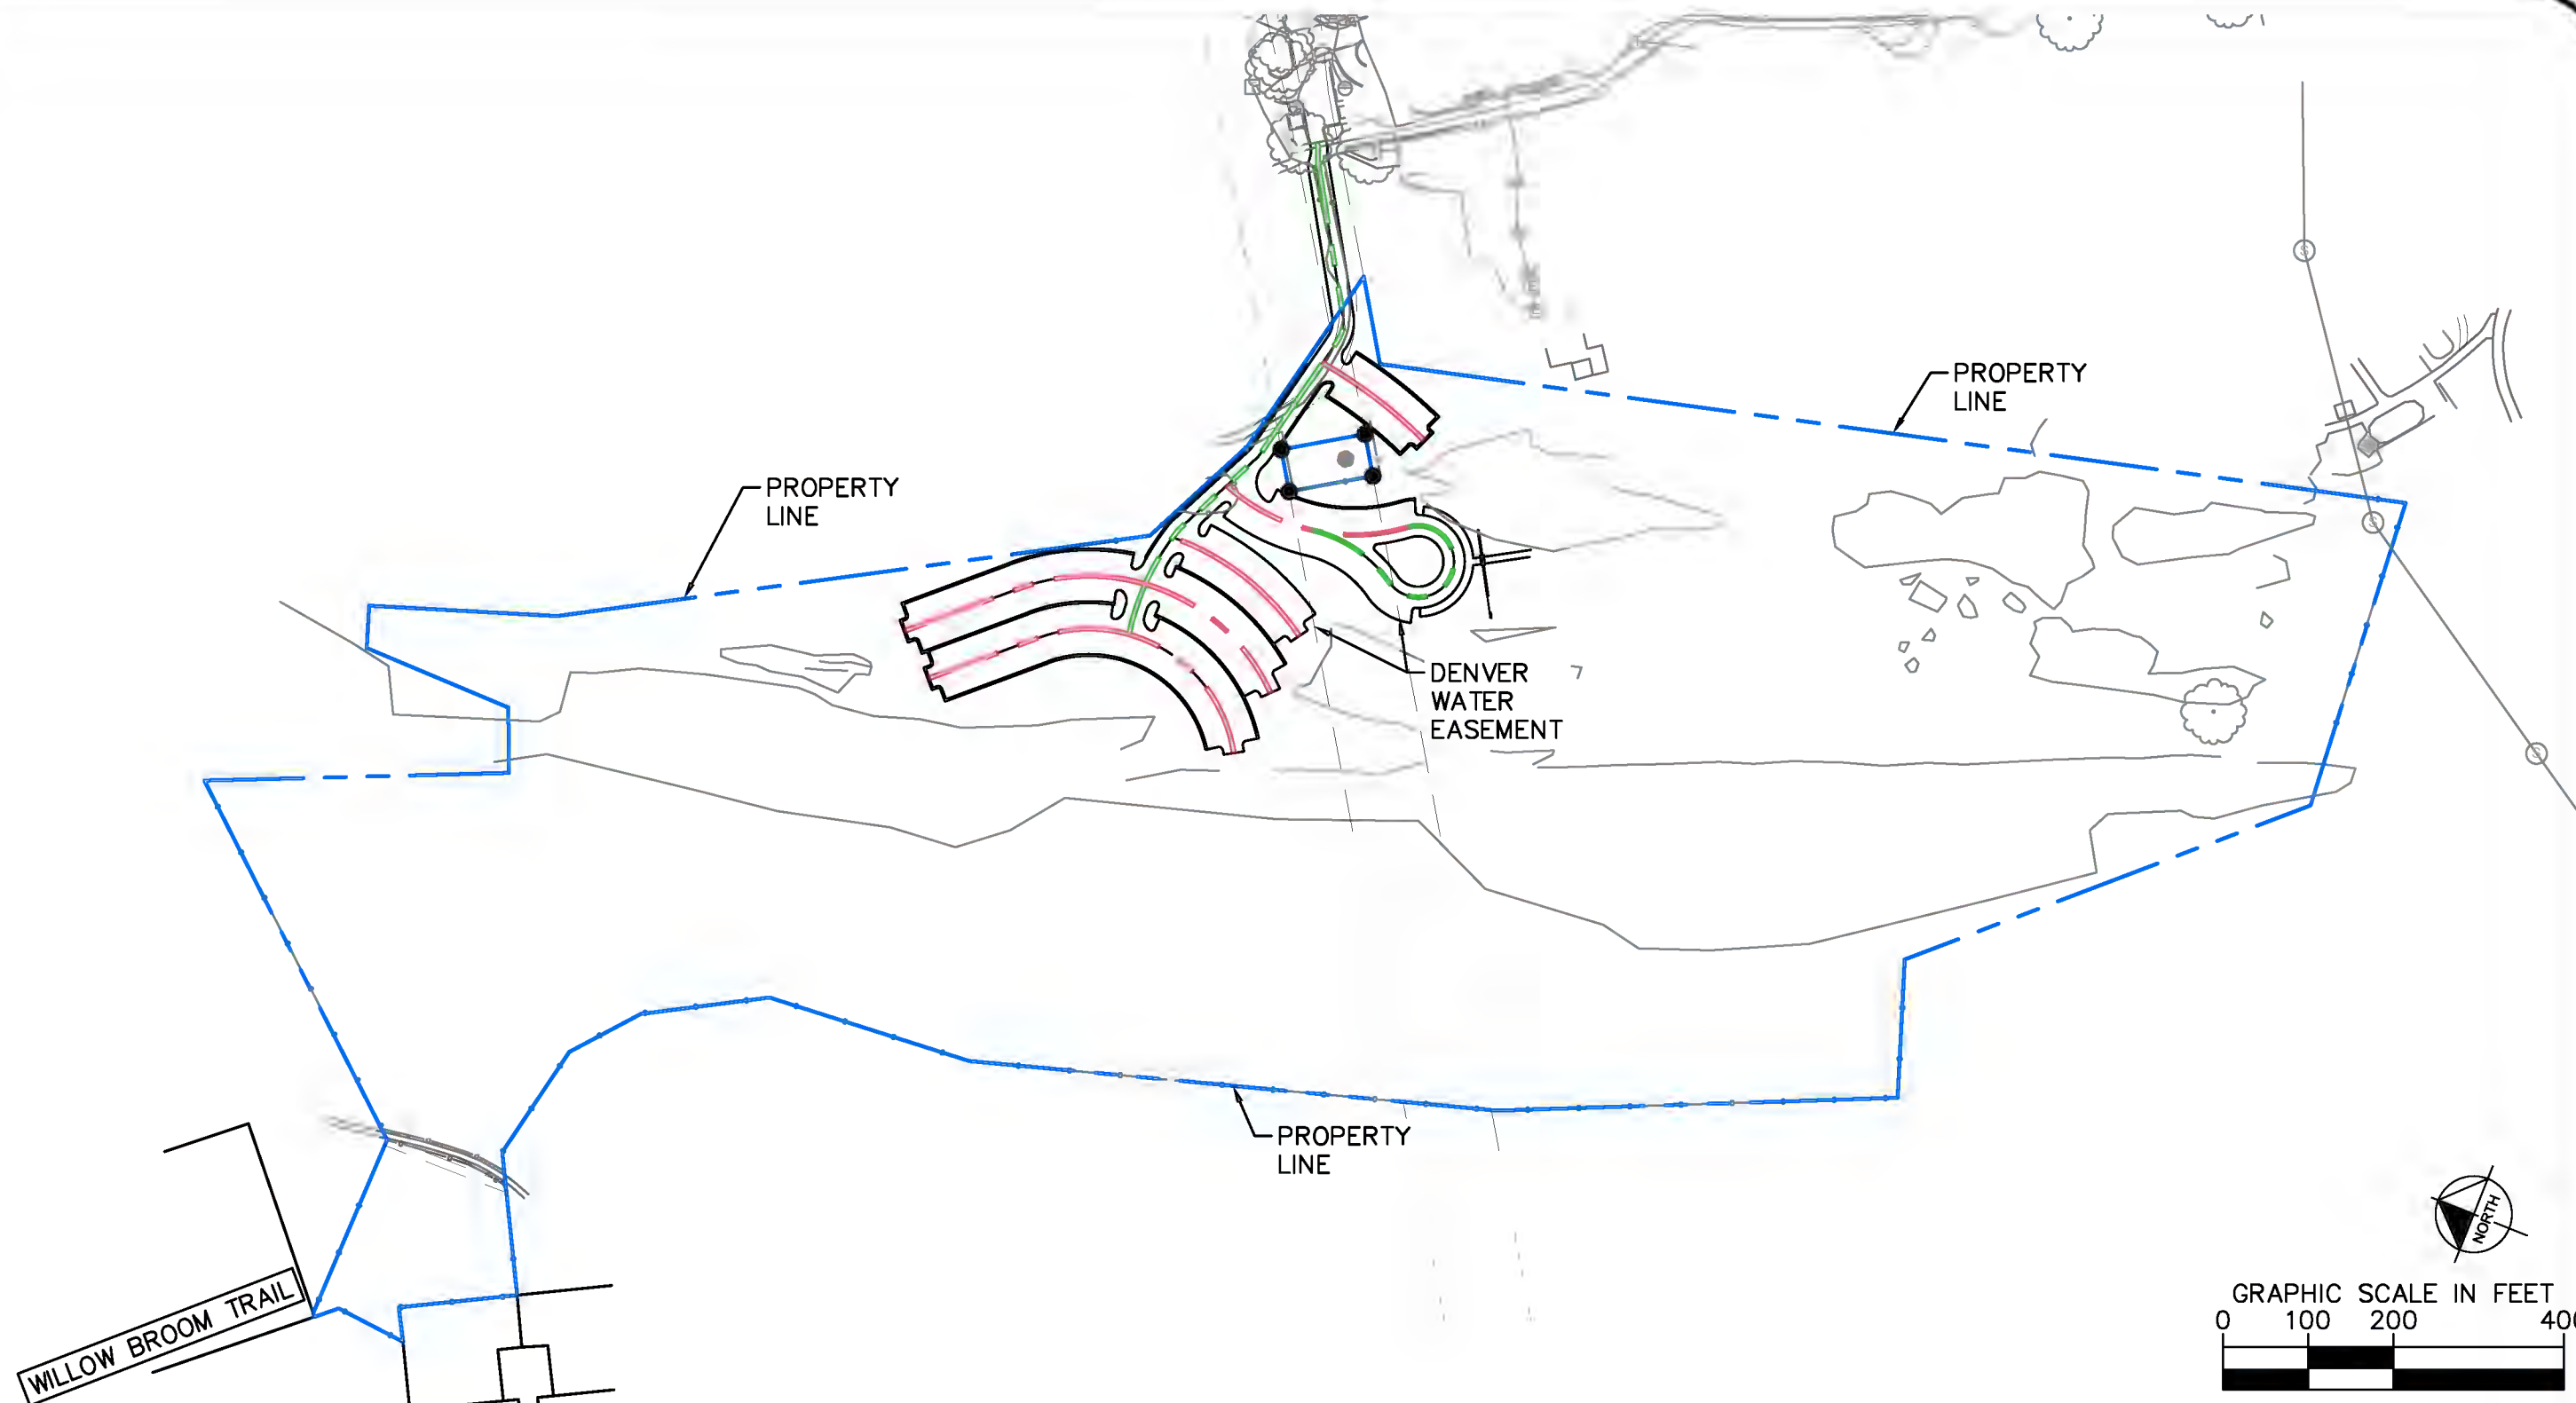 PROPERTY
LINE
PROPERTY
LINE
DENVER
WATER
EASEMENT
PROPERTY
LINE
WILLOW BROOM TRAIL
NORTH
GRAPHIC SCALE IN FEET
0 100 200 40
S
S
S